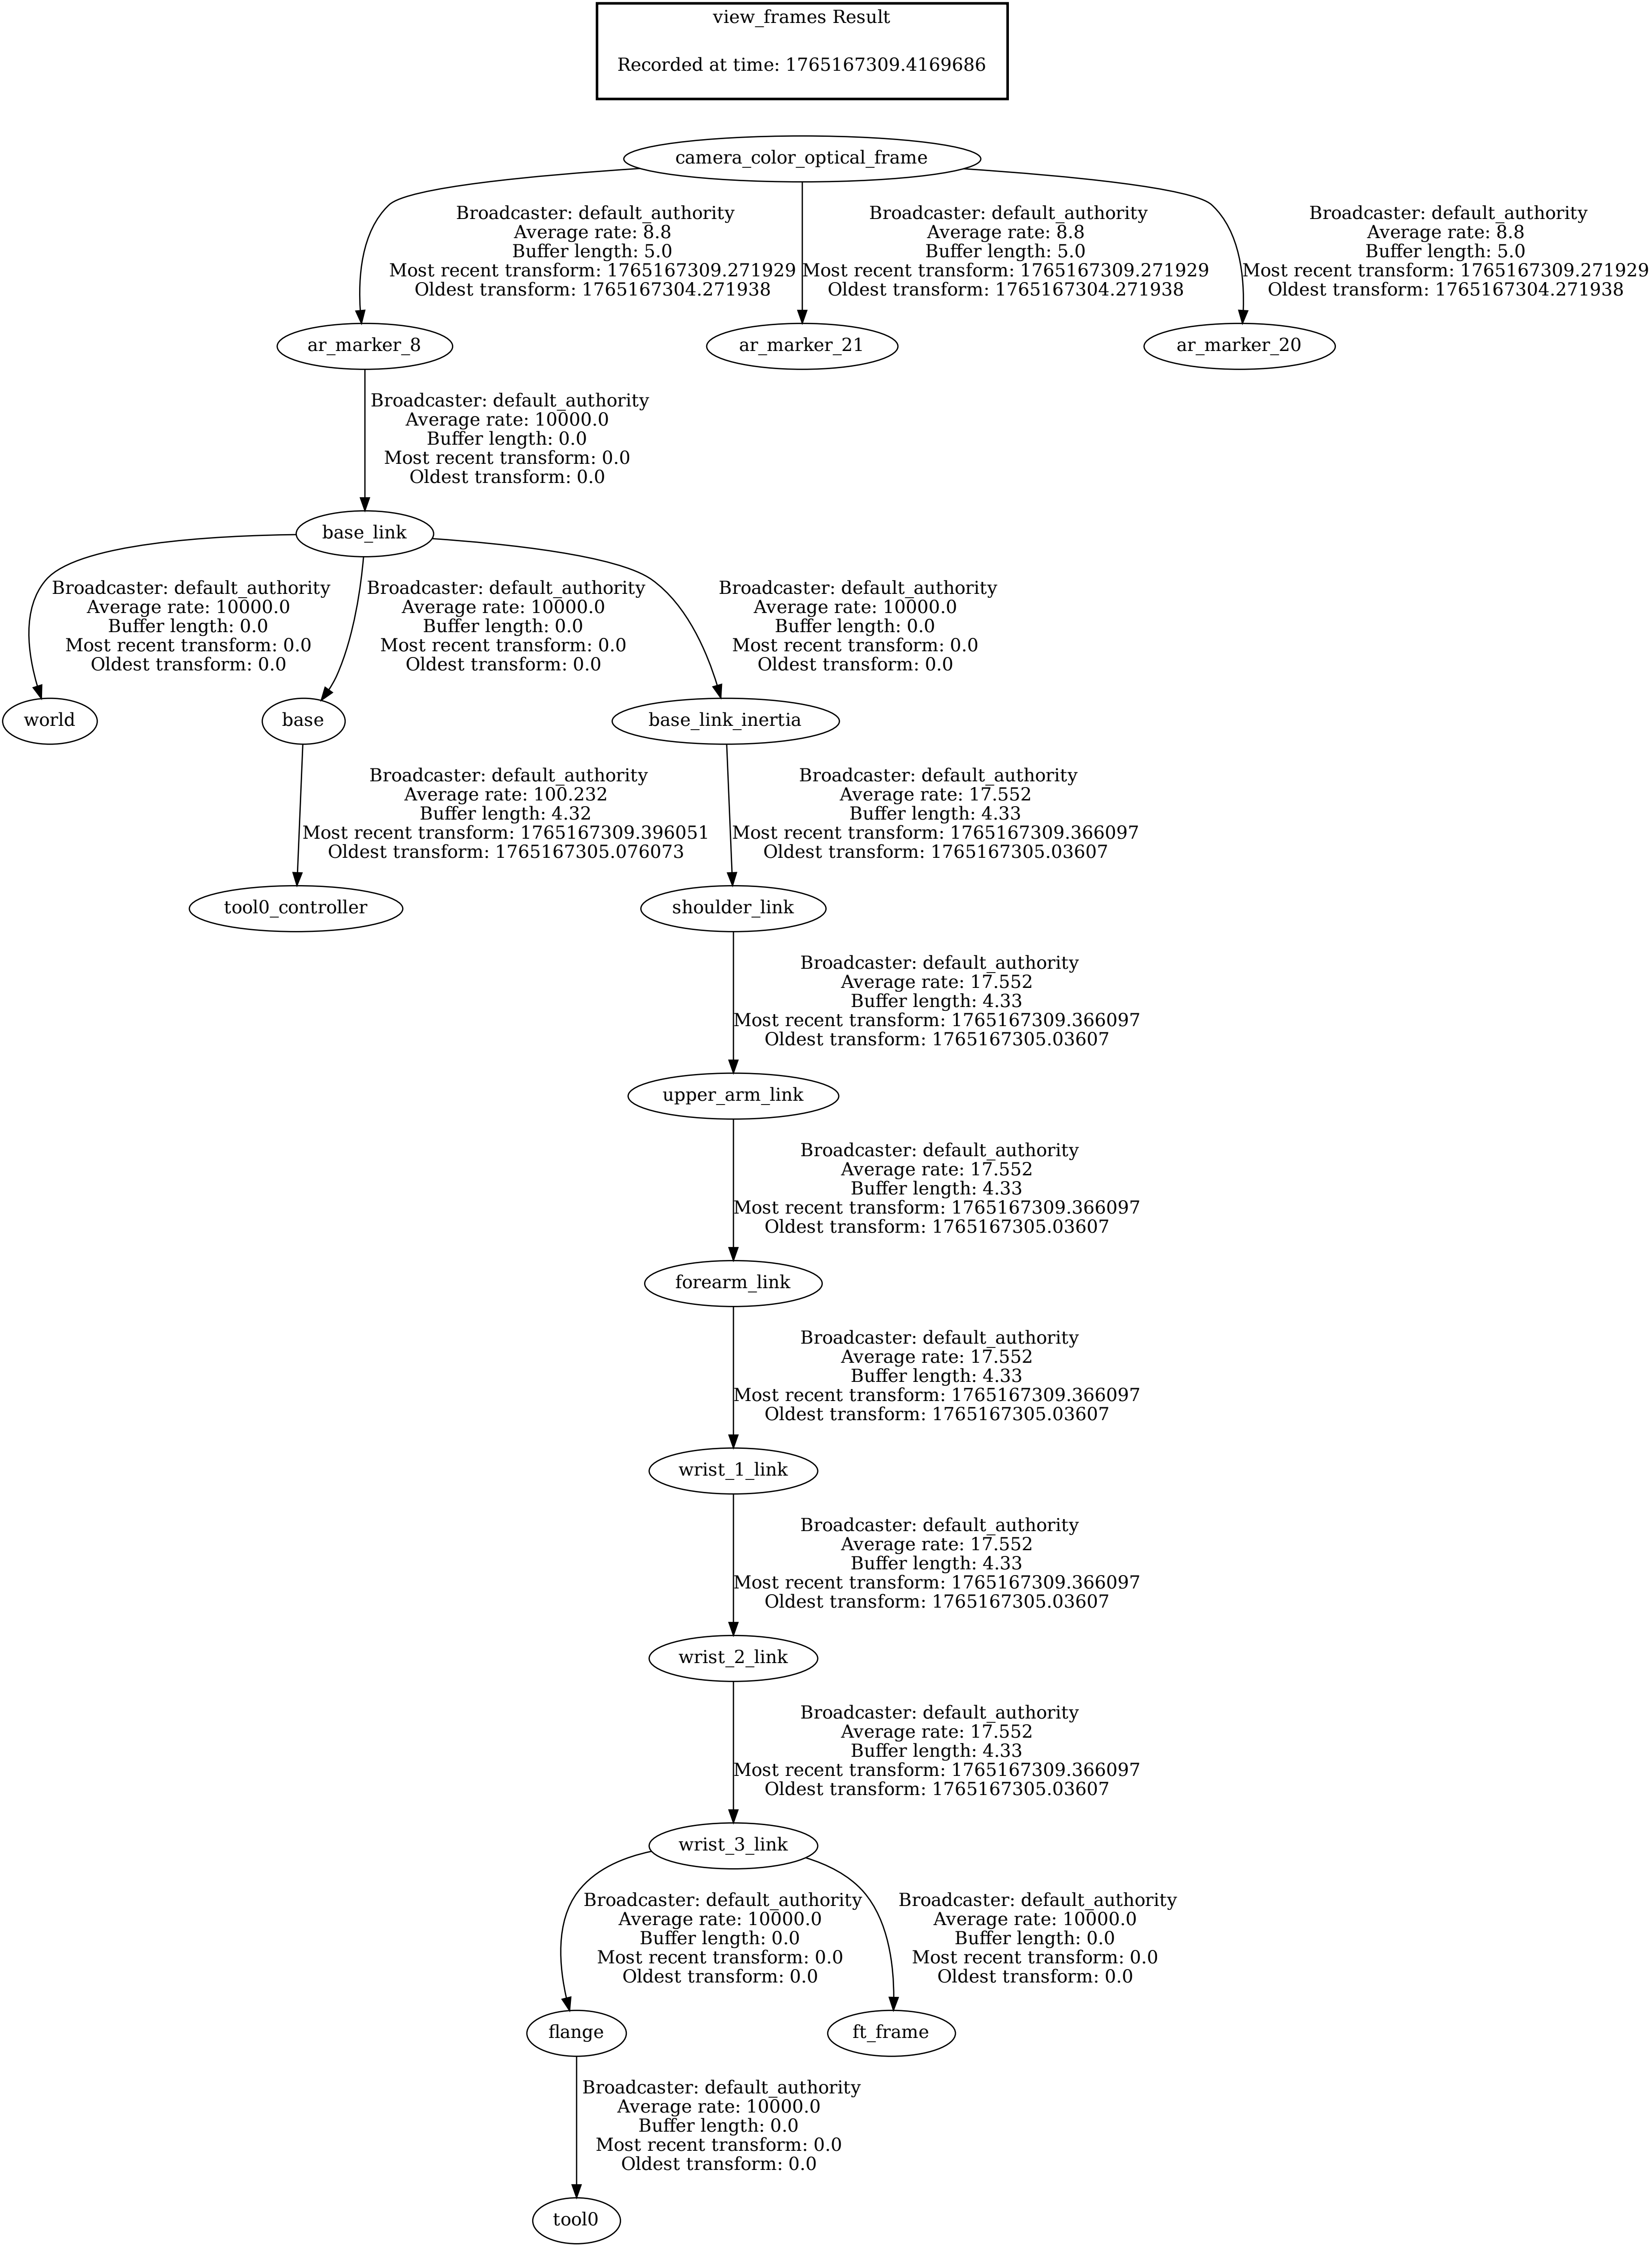 view_frames Result
Recorded at time: 1765167309.4169686
camera_color_optical_frame
Broadcaster: default_authority
Average rate: 8.8
Buffer length: 5.0
Most recent transform: 1765167309.271929
Oldest transform: 1765167304.271938
Broadcaster: default_authority
Average rate: 8.8
Buffer length: 5.0
Most recent transform: 1765167309.271929
Oldest transform: 1765167304.271938
Broadcaster: default_authority
Average rate: 8.8
Buffer length: 5.0
Most recent transform: 1765167309.271929
Oldest transform: 1765167304.271938
ar_marker_8
ar_marker_21
ar_marker_20
Broadcaster: default_authority
Average rate: 10000.0
Buffer length: 0.0
Most recent transform: 0.0
Oldest transform: 0.0
base_link
Broadcaster: default_authority
Average rate: 10000.0
Buffer length: 0.0
Most recent transform: 0.0
Oldest transform: 0.0
Broadcaster: default_authority
Average rate: 10000.0
Buffer length: 0.0
Most recent transform: 0.0
Oldest transform: 0.0
Broadcaster: default_authority
Average rate: 10000.0
Buffer length: 0.0
Most recent transform: 0.0
Oldest transform: 0.0
world
base
base_link_inertia
Broadcaster: default_authority
Average rate: 100.232
Buffer length: 4.32
Most recent transform: 1765167309.396051
Oldest transform: 1765167305.076073
Broadcaster: default_authority
Average rate: 17.552
Buffer length: 4.33
Most recent transform: 1765167309.366097
Oldest transform: 1765167305.03607
tool0_controller
shoulder_link
Broadcaster: default_authority
Average rate: 17.552
Buffer length: 4.33
Most recent transform: 1765167309.366097
Oldest transform: 1765167305.03607
upper_arm_link
Broadcaster: default_authority
Average rate: 17.552
Buffer length: 4.33
Most recent transform: 1765167309.366097
Oldest transform: 1765167305.03607
forearm_link
Broadcaster: default_authority
Average rate: 17.552
Buffer length: 4.33
Most recent transform: 1765167309.366097
Oldest transform: 1765167305.03607
wrist_1_link
Broadcaster: default_authority
Average rate: 17.552
Buffer length: 4.33
Most recent transform: 1765167309.366097
Oldest transform: 1765167305.03607
wrist_2_link
Broadcaster: default_authority
Average rate: 17.552
Buffer length: 4.33
Most recent transform: 1765167309.366097
Oldest transform: 1765167305.03607
wrist_3_link
Broadcaster: default_authority
Average rate: 10000.0
Buffer length: 0.0
Most recent transform: 0.0
Oldest transform: 0.0
Broadcaster: default_authority
Average rate: 10000.0
Buffer length: 0.0
Most recent transform: 0.0
Oldest transform: 0.0
flange
ft_frame
Broadcaster: default_authority
Average rate: 10000.0
Buffer length: 0.0
Most recent transform: 0.0
Oldest transform: 0.0
tool0